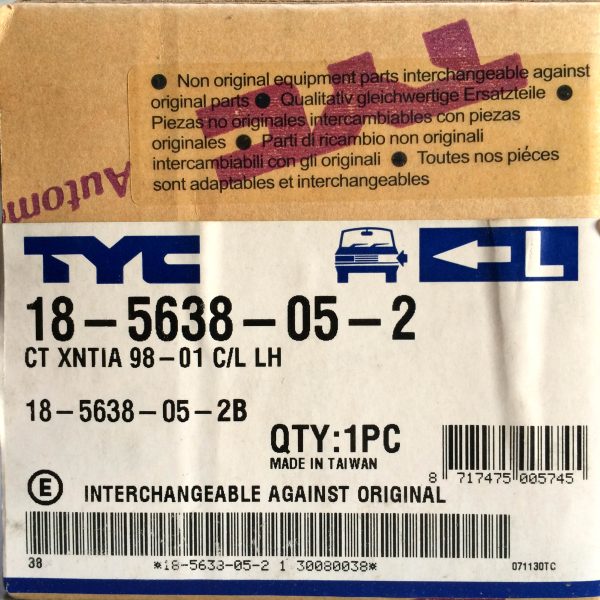 ● Non original equipment parts interchangeable against
original parts ● Qualitativ gleichwertige Ersatzteile ●
Piezas no originales intercambiables con piezas
originales ● Parti di ricambio non originali
intercambiabili con gli originali ● Toutes nos piéces
sont adaptables et interchangeables
TYC
Autom
TYC
L
18-5638-05-2
CT XNTIA 98-01 C/L LH
18-5638-05-2B
QTY:1PC
MADE IN TAIWAN
8 717475 005745
E INTERCHANGEABLE AGAINST ORIGINAL
38 *18-5638-05-2 1 30080038* 071130TC